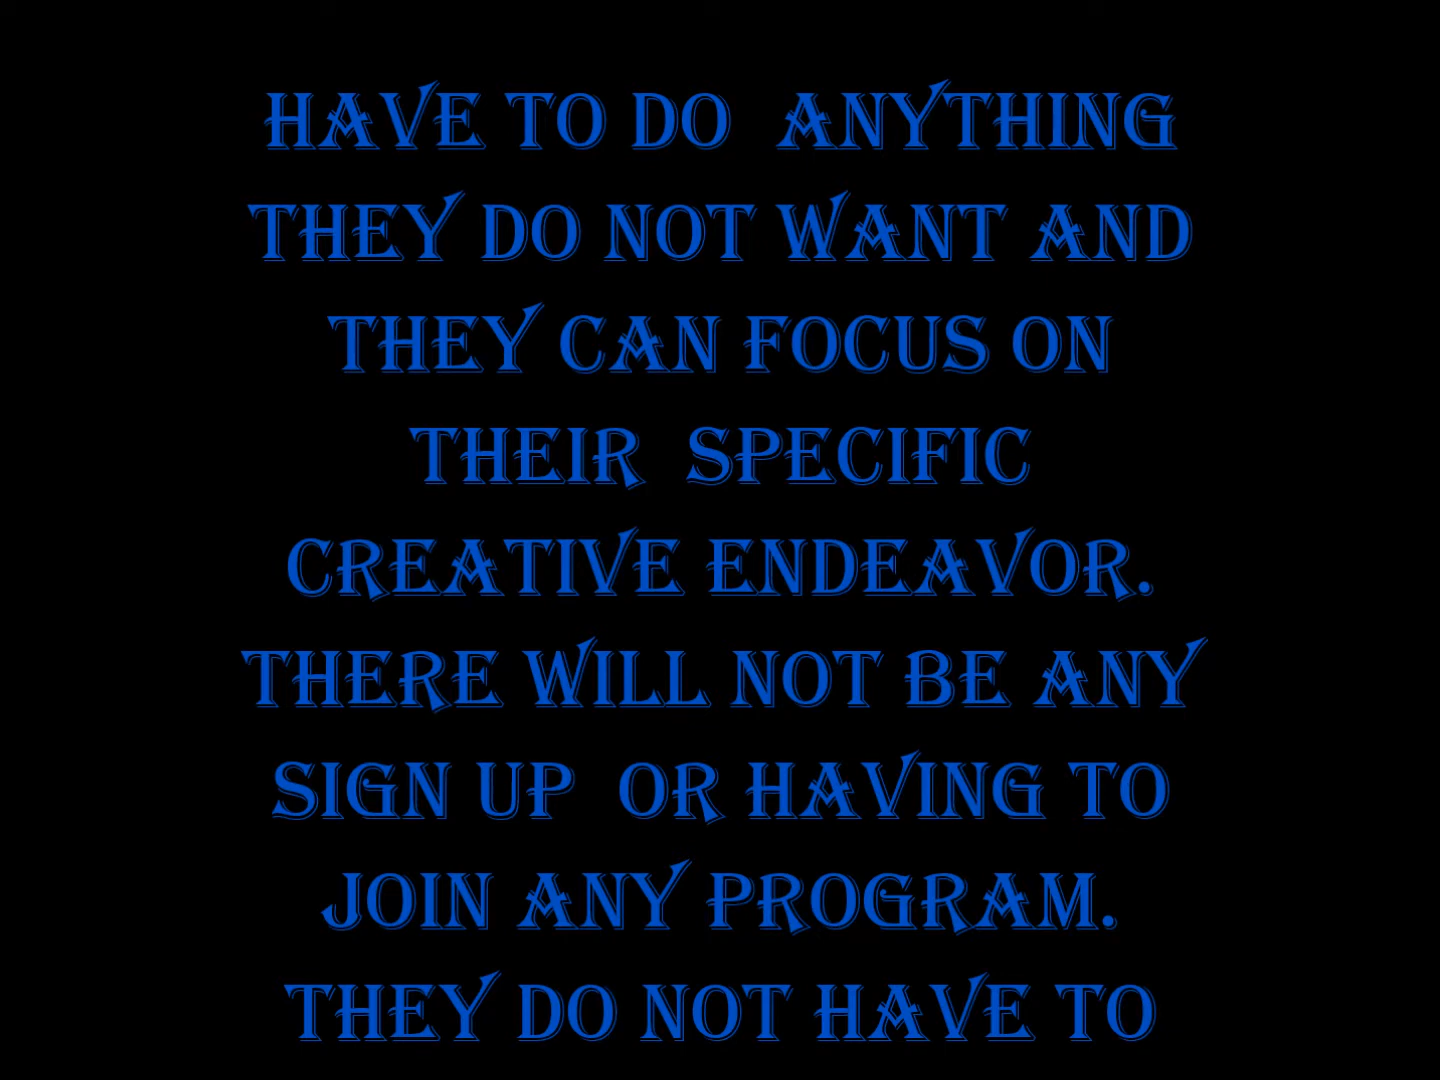 HAVE TO DO  ANYTHING
THEY DO NOT WANT AND
THEY CAN FOCUS ON
THEIR  SPECIFIC
CREATIVE ENDEAVOR.
THERE WILL NOT BE ANY
SIGN UP  OR HAVING TO
JOIN ANY PROGRAM.
THEY DO NOT HAVE TO